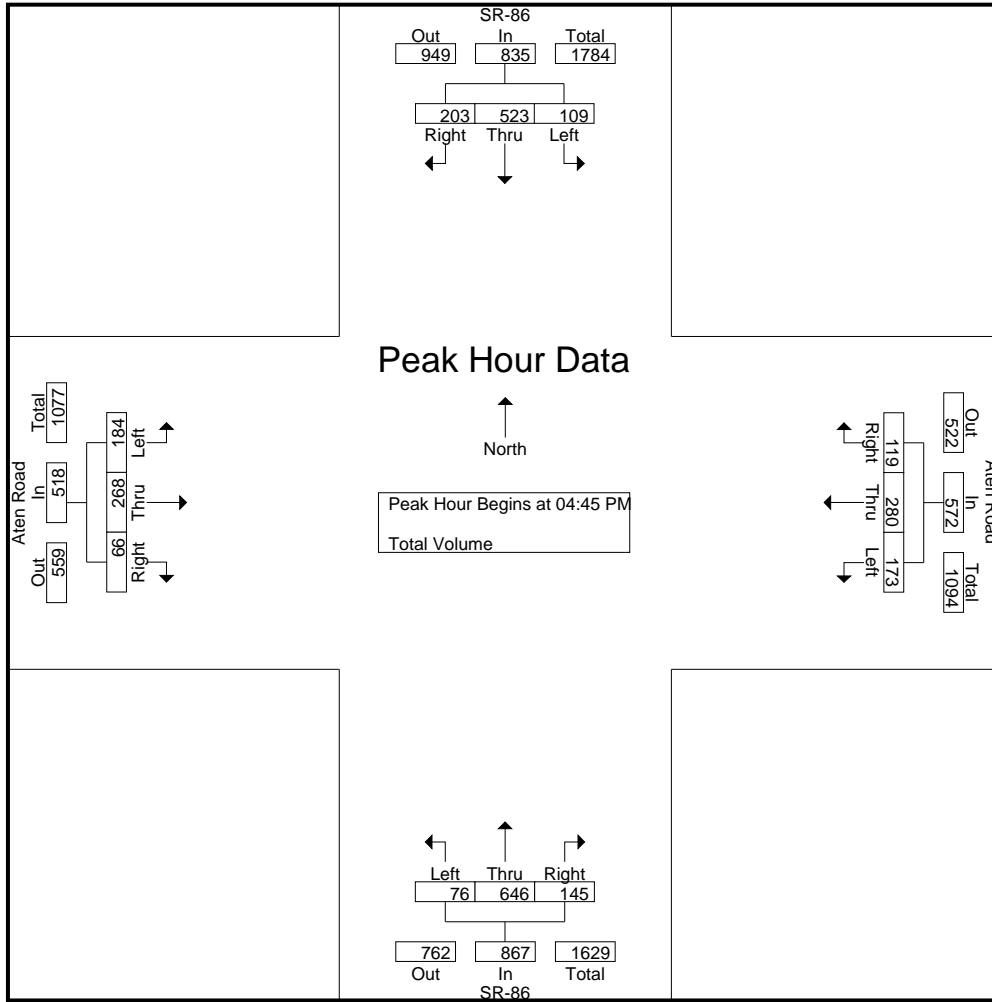 SR-86
Out In Total
949 835 1784
203 523 109
Right Thru Left
Peak Hour Data
North
Peak Hour Begins at 04:45 PM
Total Volume
Aten Road
Total In Out
1077 518 559
184 268 66
Left Thru Right
Aten Road
Out In Total
522 572 1094
119 280 173
Right Thru Left
Left Thru Right
76 646 145
762 867 1629
Out In Total
SR-86